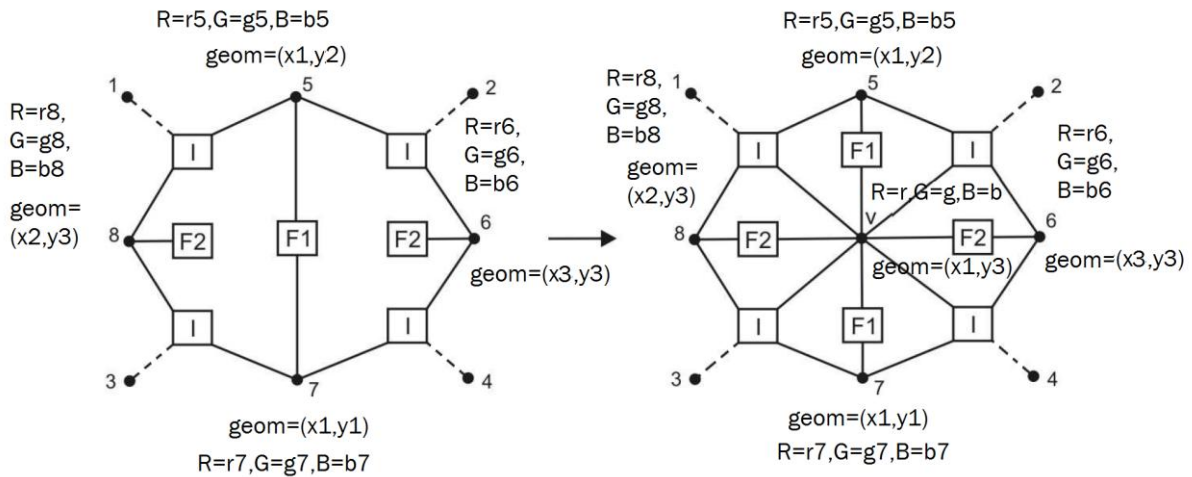 R=r5,G=g5,B=b5
geom=(x1,y2)
1
5
2
R=r8,
G=g8,
B=b8
I
I
R=r6,
G=g6,
B=b6
geom=
(x2,y3)
8
F2
F1
F2
6
geom=(x3,y3)
I
I
3
7
4
geom=(x1,y1)
R=r7,G=g7,B=b7
R=r5,G=g5,B=b5
geom=(x1,y2)
R=r8,
G=g8,
B=b8
1
5
2
I
F1
I
R=r6,
G=g6,
B=b6
geom=
(x2,y3)
R=r,G=g,B=b
v
8
F2
F2
6
geom=(x1,y3)
geom=(x3,y3)
I
F1
I
3
7
4
geom=(x1,y1)
R=r7,G=g7,B=b7